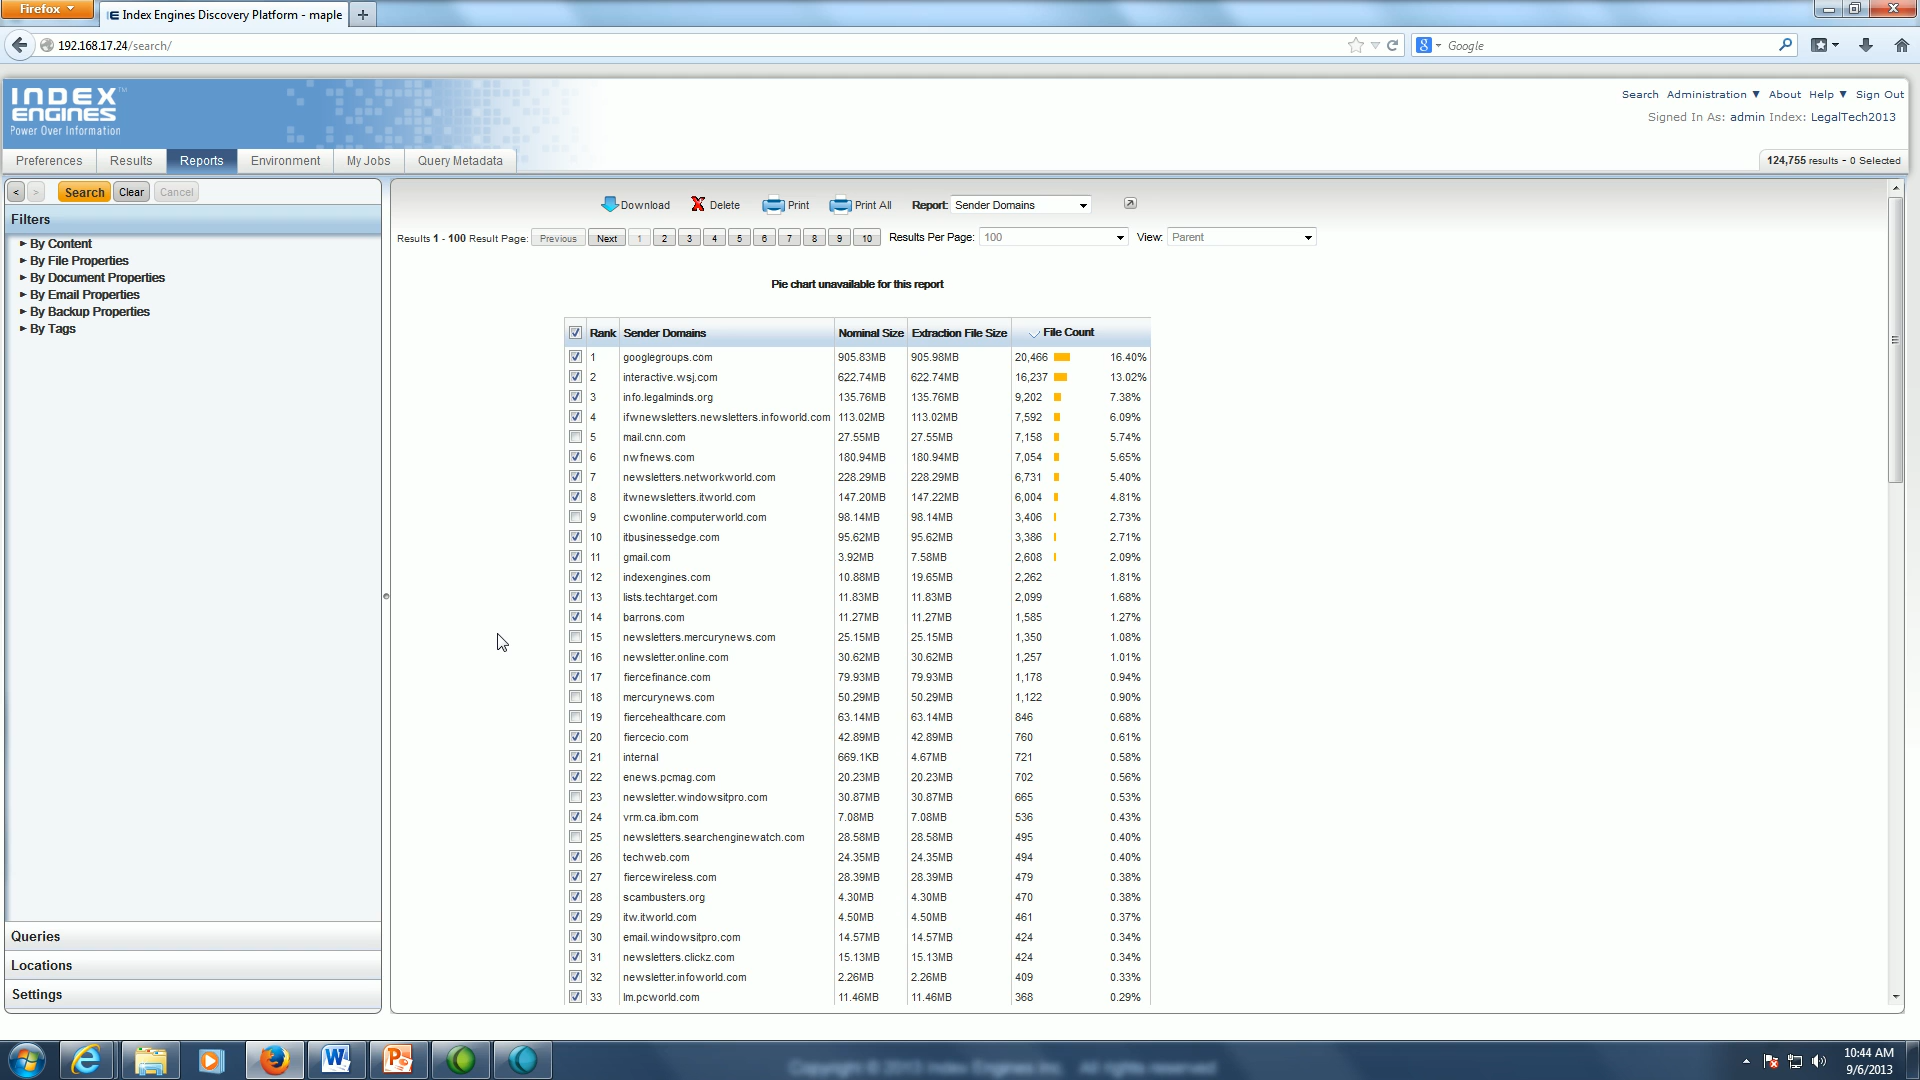 Firefox
Index Engines Discovery Platform - maple
192.168.17.24/search/
Google
INDEX ENGINES
Power Over Information
Search Administration ▼ About Help ▼ Sign Out
Signed In As: admin Index: LegalTech2013
Preferences Results Reports Environment My Jobs Query Metadata
124,755 results - 0 Selected
< > Search Clear Cancel
Filters
By Content
By File Properties
By Document Properties
By Email Properties
By Backup Properties
By Tags
Queries
Locations
Settings
Download Delete Print Print All Report: Sender Domains
Results 1 - 100 Result Page: Previous Next 1 2 3 4 5 6 7 8 9 10 Results Per Page: 100 View: Parent
Pie chart unavailable for this report
Rank Sender Domains Nominal Size Extraction File Size File Count
1 googlegroups.com 905.83MB 905.98MB 20,466 16.40%
2 interactive.wsj.com 622.74MB 622.74MB 16,237 13.02%
3 info.legalminds.org 135.76MB 135.76MB 9,202 7.38%
4 ifwnewsletters.newsletters.infoworld.com 113.02MB 113.02MB 7,592 6.09%
5 mail.cnn.com 27.55MB 27.55MB 7,158 5.74%
6 nwfnews.com 180.94MB 180.94MB 7,054 5.65%
7 newsletters.networkworld.com 228.29MB 228.29MB 6,731 5.40%
8 itwnewsletters.itworld.com 147.20MB 147.22MB 6,004 4.81%
9 cwonline.computerworld.com 98.14MB 98.14MB 3,406 2.73%
10 itbusinessedge.com 95.62MB 95.62MB 3,386 2.71%
11 gmail.com 3.92MB 7.58MB 2,608 2.09%
12 indexengines.com 10.88MB 19.65MB 2,262 1.81%
13 lists.techtarget.com 11.83MB 11.83MB 2,099 1.68%
14 barrons.com 11.27MB 11.27MB 1,585 1.27%
15 newsletters.mercurynews.com 25.15MB 25.15MB 1,350 1.08%
16 newsletter.online.com 30.62MB 30.62MB 1,257 1.01%
17 fiercefinance.com 79.93MB 79.93MB 1,178 0.94%
18 mercurynews.com 50.29MB 50.29MB 1,122 0.90%
19 fiercehealthcare.com 63.14MB 63.14MB 846 0.68%
20 fiercecio.com 42.89MB 42.89MB 760 0.61%
21 internal 669.1KB 4.67MB 721 0.58%
22 enews.pcmag.com 20.23MB 20.23MB 702 0.56%
23 newsletter.windowsitpro.com 30.87MB 30.87MB 665 0.53%
24 vrm.ca.ibm.com 7.08MB 7.08MB 536 0.43%
25 newsletters.searchenginewatch.com 28.58MB 28.58MB 495 0.40%
26 techweb.com 24.35MB 24.35MB 494 0.40%
27 fiercewireless.com 28.39MB 28.39MB 479 0.38%
28 scambusters.org 4.30MB 4.30MB 470 0.38%
29 itw.itworld.com 4.50MB 4.50MB 461 0.37%
30 email.windowsitpro.com 14.57MB 14.57MB 424 0.34%
31 newsletters.clickz.com 15.13MB 15.13MB 424 0.34%
32 newsletter.infoworld.com 2.26MB 2.26MB 409 0.33%
33 lm.pcworld.com 11.46MB 11.46MB 368 0.29%
Copyright © 2013 Index Engines Inc. All rights reserved
10:44 AM
9/6/2013